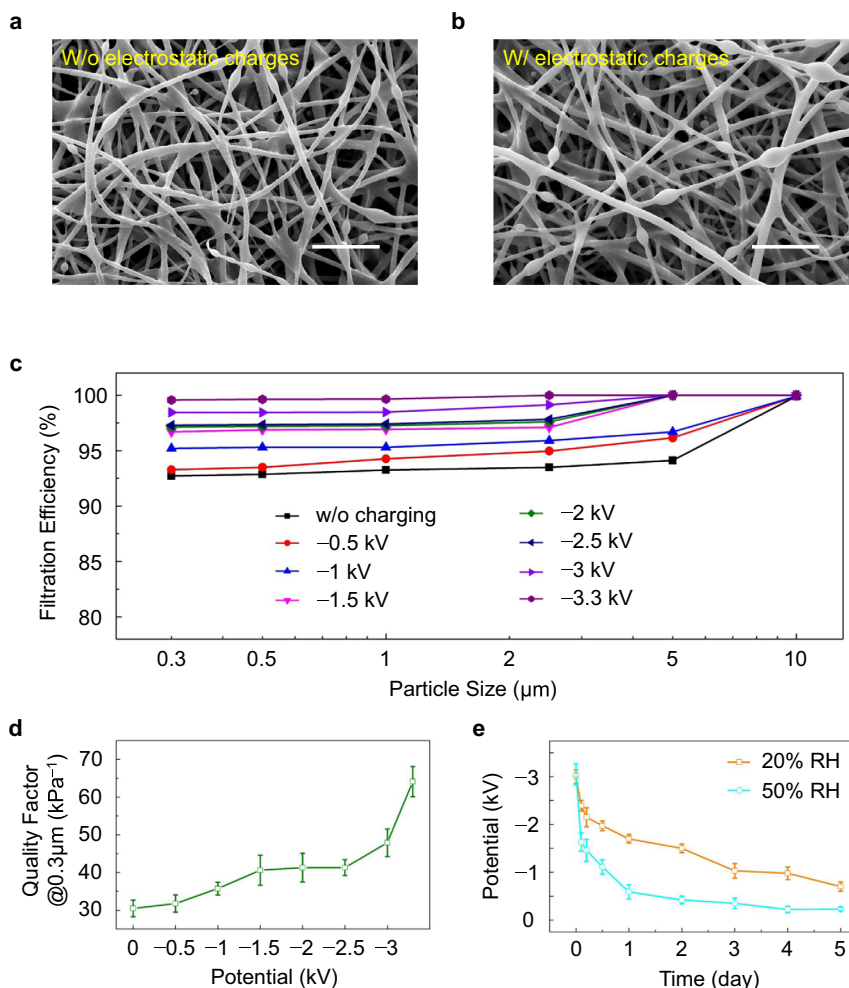 a
W/o electrostatic charges
b
W/ electrostatic charges
c
Filtration Efficiency (%)
100
95
90
85
80
w/o charging
−0.5 kV
−1 kV
−1.5 kV
−2 kV
−2.5 kV
−3 kV
−3.3 kV
0.3 0.5 1 2 5 10
Particle Size (μm)
d
Quality Factor
@0.3μm (kPa⁻¹)
70
60
50
40
30
0 −0.5 −1 −1.5 −2 −2.5 −3
Potential (kV)
e
Potential (kV)
−3
−2
−1
0
20% RH
50% RH
0 1 2 3 4 5
Time (day)